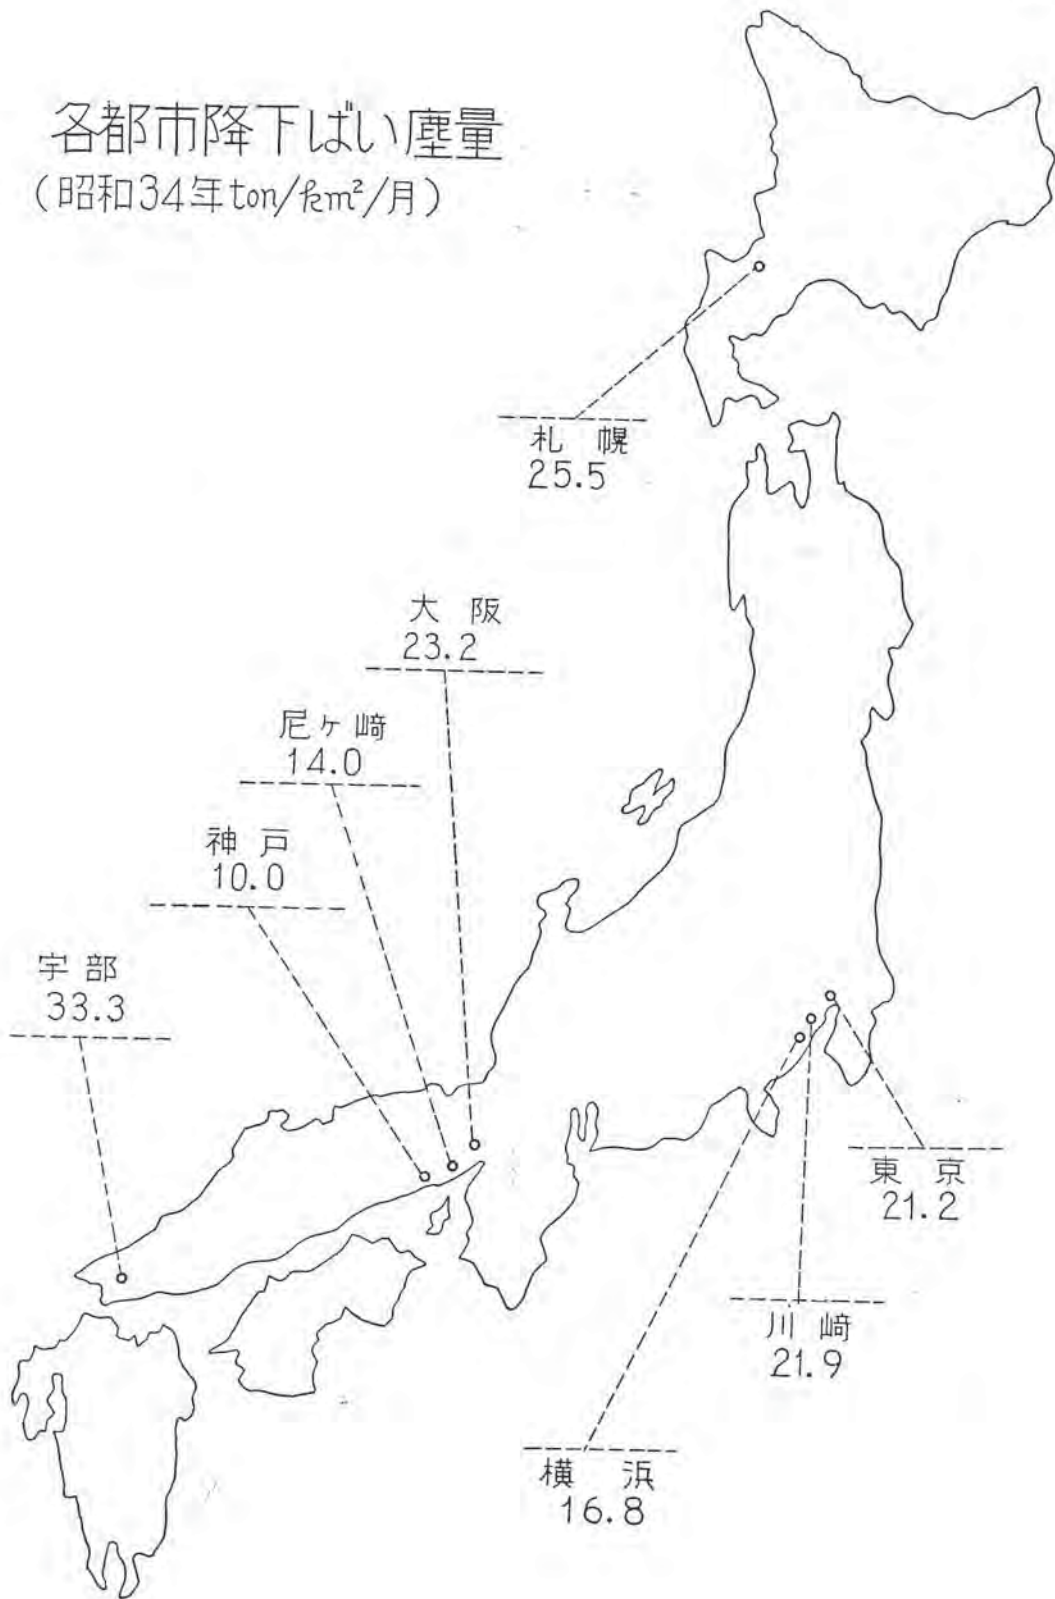 各都市降下ばい塵量
(昭和34年ton/km²/月)
札幌
25.5
大阪
23.2
尼ヶ﨑
14.0
神戸
10.0
宇部
33.3
東京
21.2
川﨑
21.9
横浜
16.8